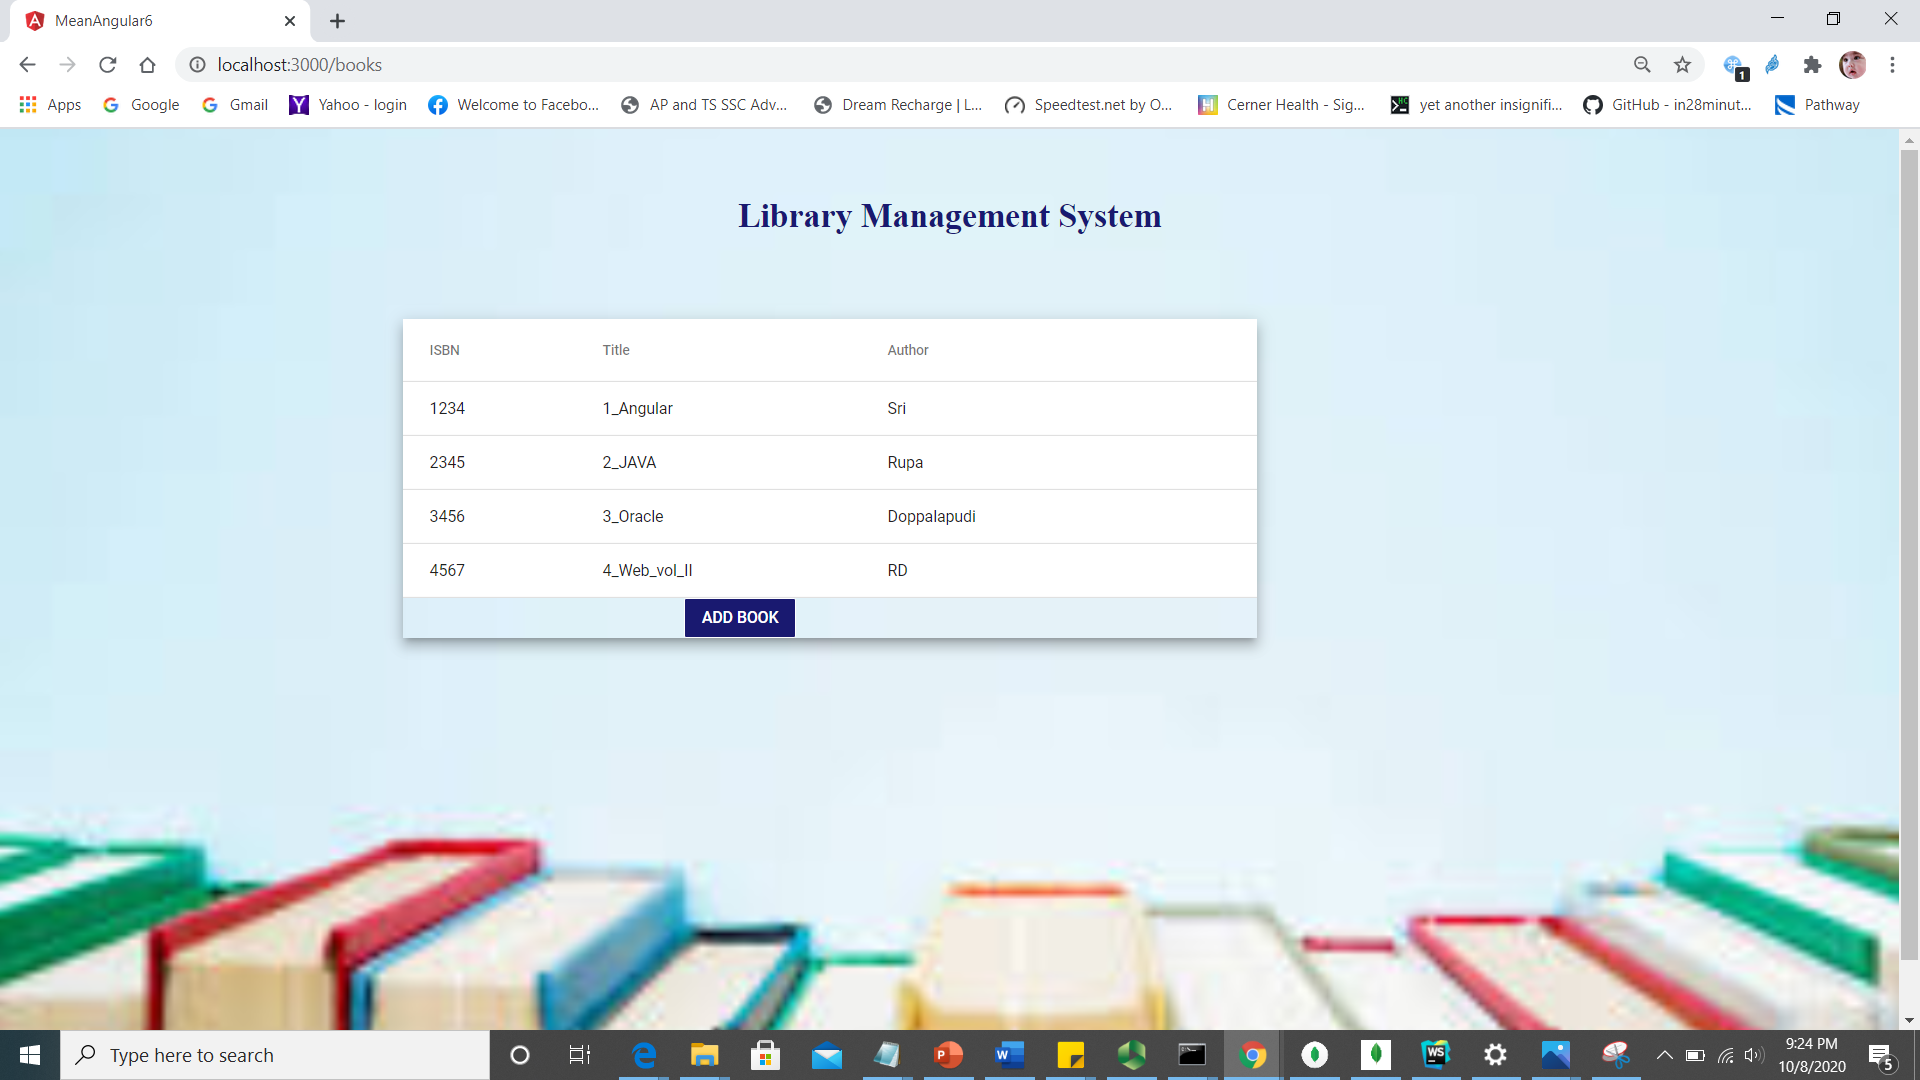 MeanAngular6
localhost:3000/books
1
Apps Google Gmail Yahoo - login Welcome to Facebo... AP and TS SSC Adv... Dream Recharge | L... Speedtest.net by O... Cerner Health - Sig... yet another insignifi... GitHub - in28minut... Pathway
Library Management System
ISBN Title Author
1234 1_Angular Sri
2345 2_JAVA Rupa
3456 3_Oracle Doppalapudi
4567 4_Web_vol_II RD
ADD BOOK
Type here to search
9:24 PM
10/8/2020
5